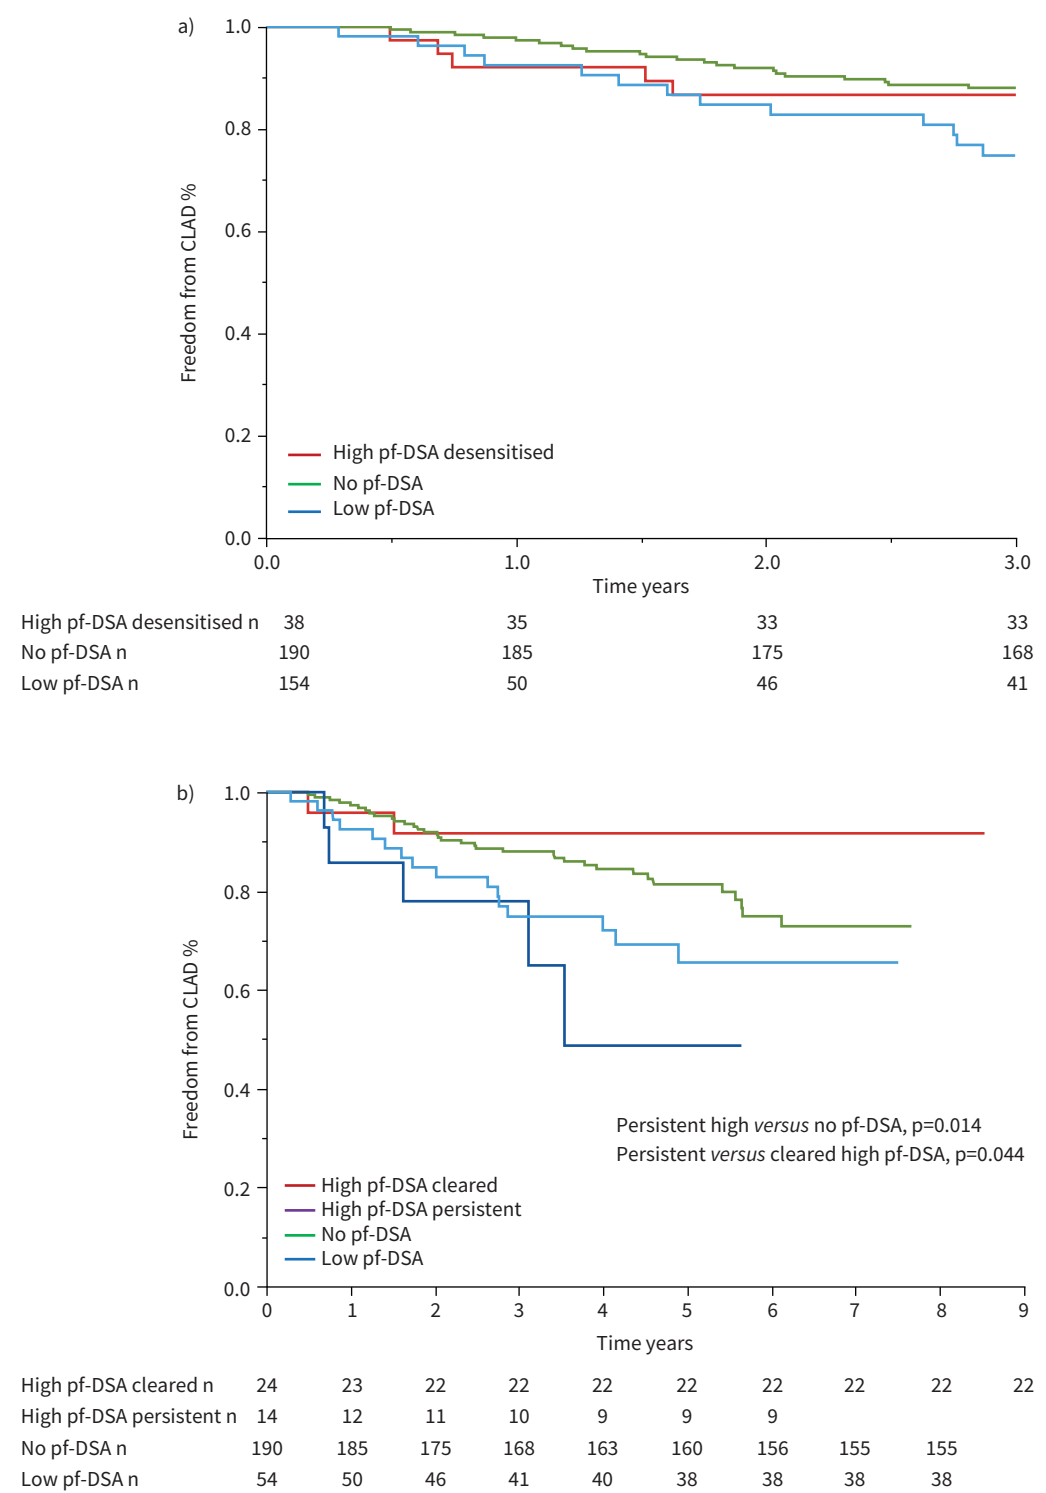 a)
1.0
0.8
0.6
0.4
0.2
0.0
Freedom from CLAD %
High pf-DSA desensitised
No pf-DSA
Low pf-DSA
0.0 1.0 2.0 3.0
Time years
High pf-DSA desensitised n 38 35 33 33
No pf-DSA n 190 185 175 168
Low pf-DSA n 154 50 46 41
b)
1.0
0.8
0.6
0.4
0.2
0.0
Freedom from CLAD %
Persistent high versus no pf-DSA, p=0.014
Persistent versus cleared high pf-DSA, p=0.044
High pf-DSA cleared
High pf-DSA persistent
No pf-DSA
Low pf-DSA
0 1 2 3 4 5 6 7 8 9
Time years
High pf-DSA cleared n 24 23 22 22 22 22 22 22 22 22
High pf-DSA persistent n 14 12 11 10 9 9 9
No pf-DSA n 190 185 175 168 163 160 156 155 155
Low pf-DSA n 54 50 46 41 40 38 38 38 38